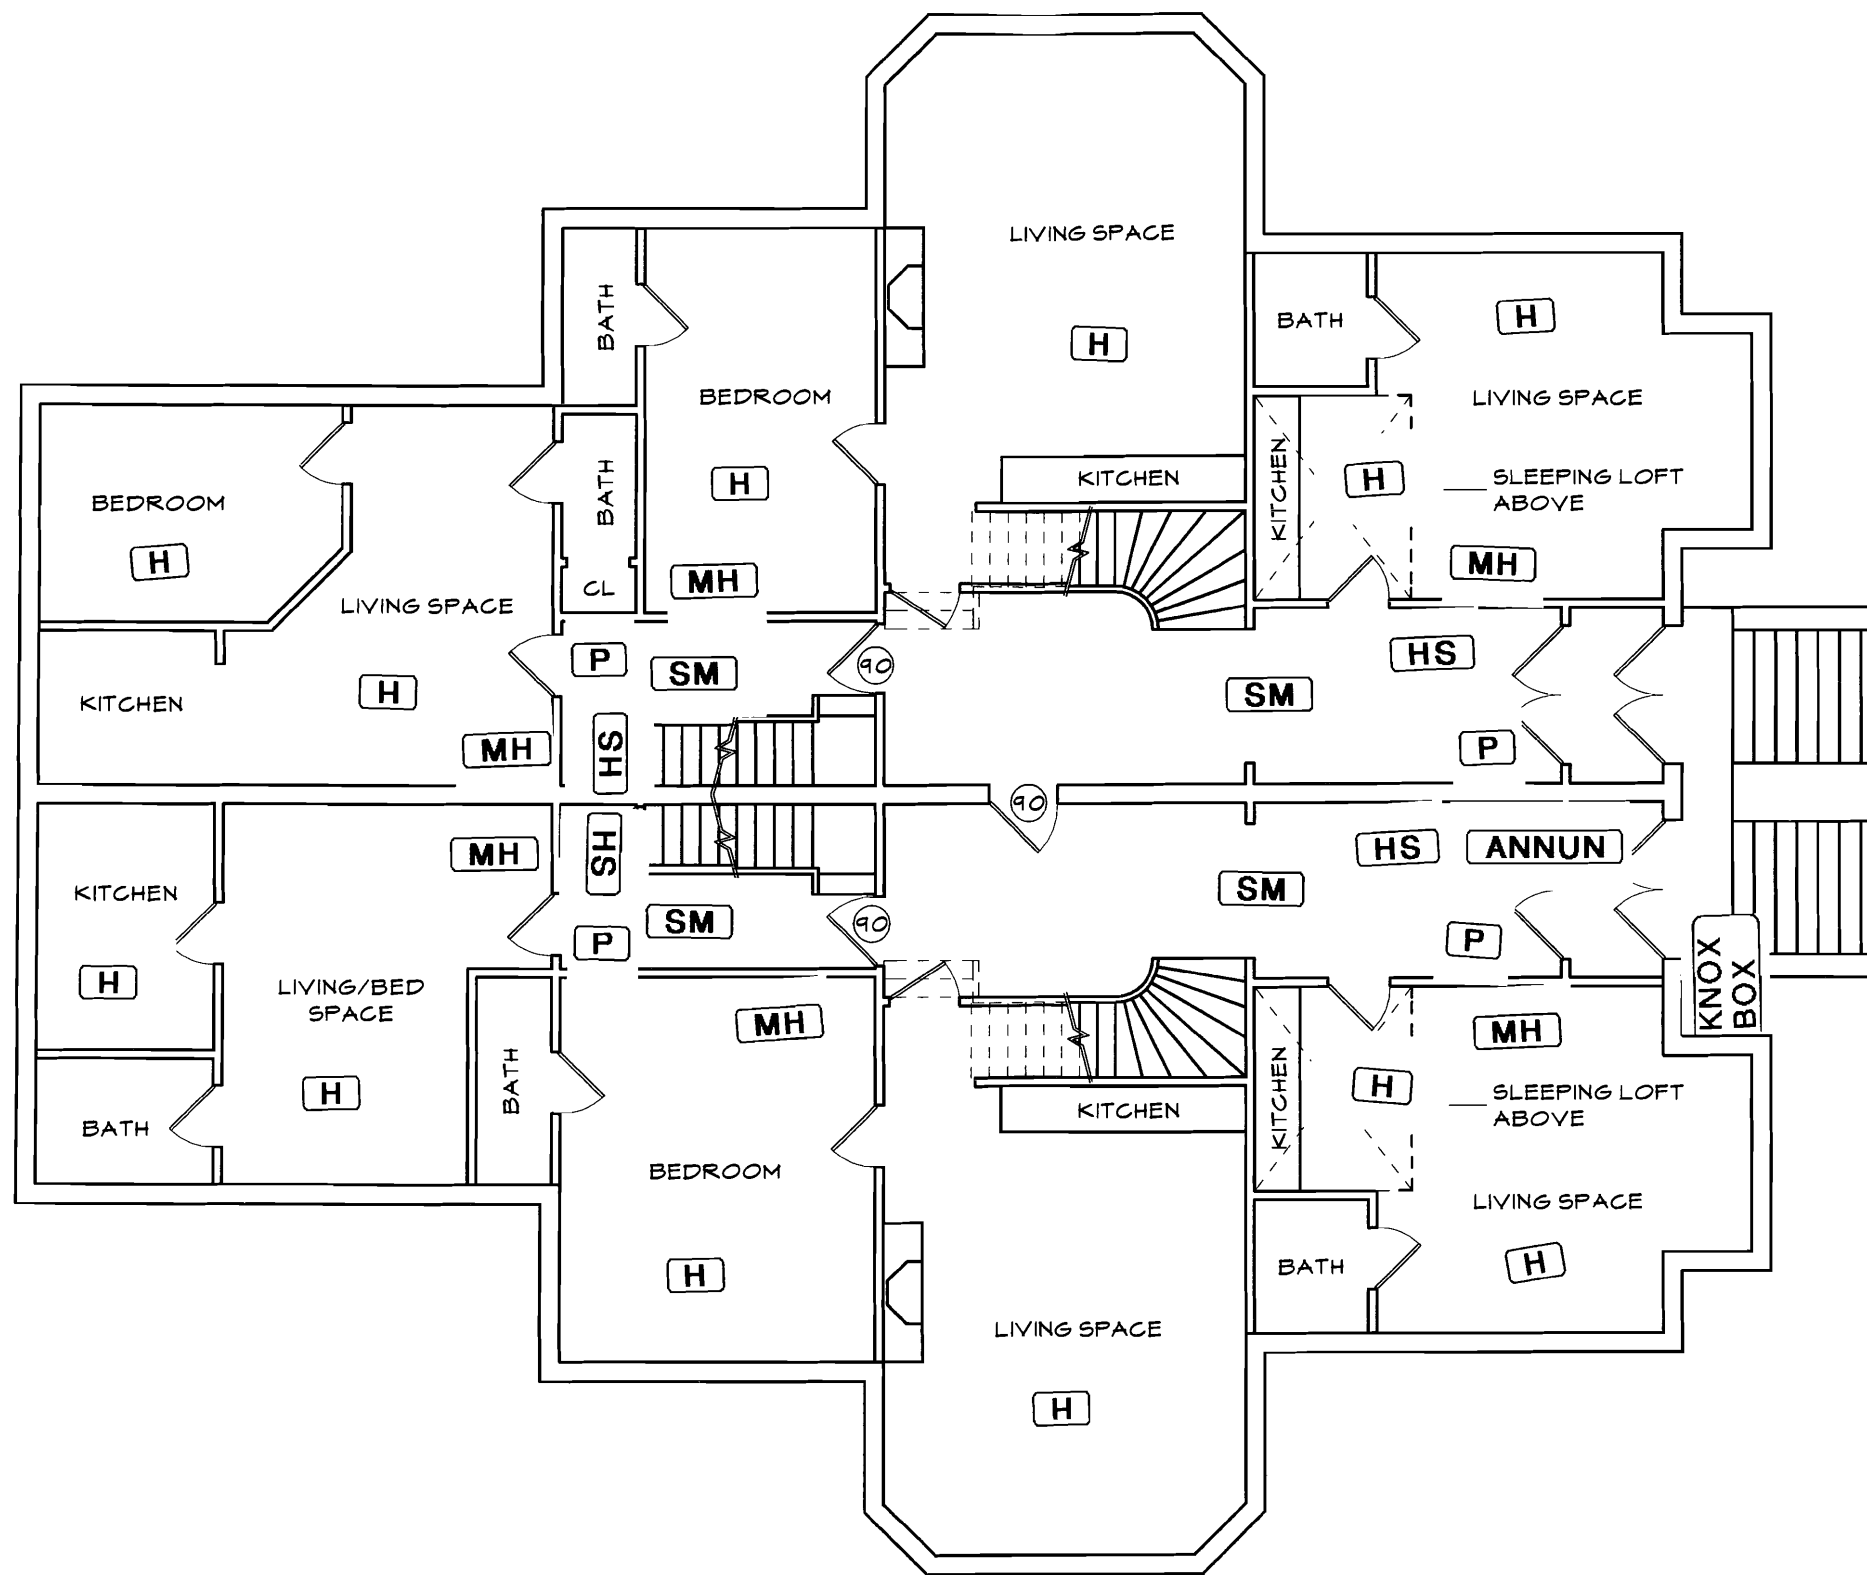 LIVING SPACE
BATH
H
BATH
H
BEDROOM
LIVING SPACE
H
KITCHEN
KITCHEN
H
SLEEPING LOFT
ABOVE
BEDROOM
BATH
H
MH
H
MH
CL
LIVING SPACE
P
SM
90
HS
SM
H
KITCHEN
MH
HS
P
90
MH
SH
HS
ANNUN
KITCHEN
SM
SM
90
P
P
H
LIVING/BED
SPACE
MH
MH
KNOX
BOX
H
BATH
KITCHEN
KITCHEN
H
SLEEPING LOFT
ABOVE
BATH
BEDROOM
LIVING SPACE
H
BATH
H
LIVING SPACE
H